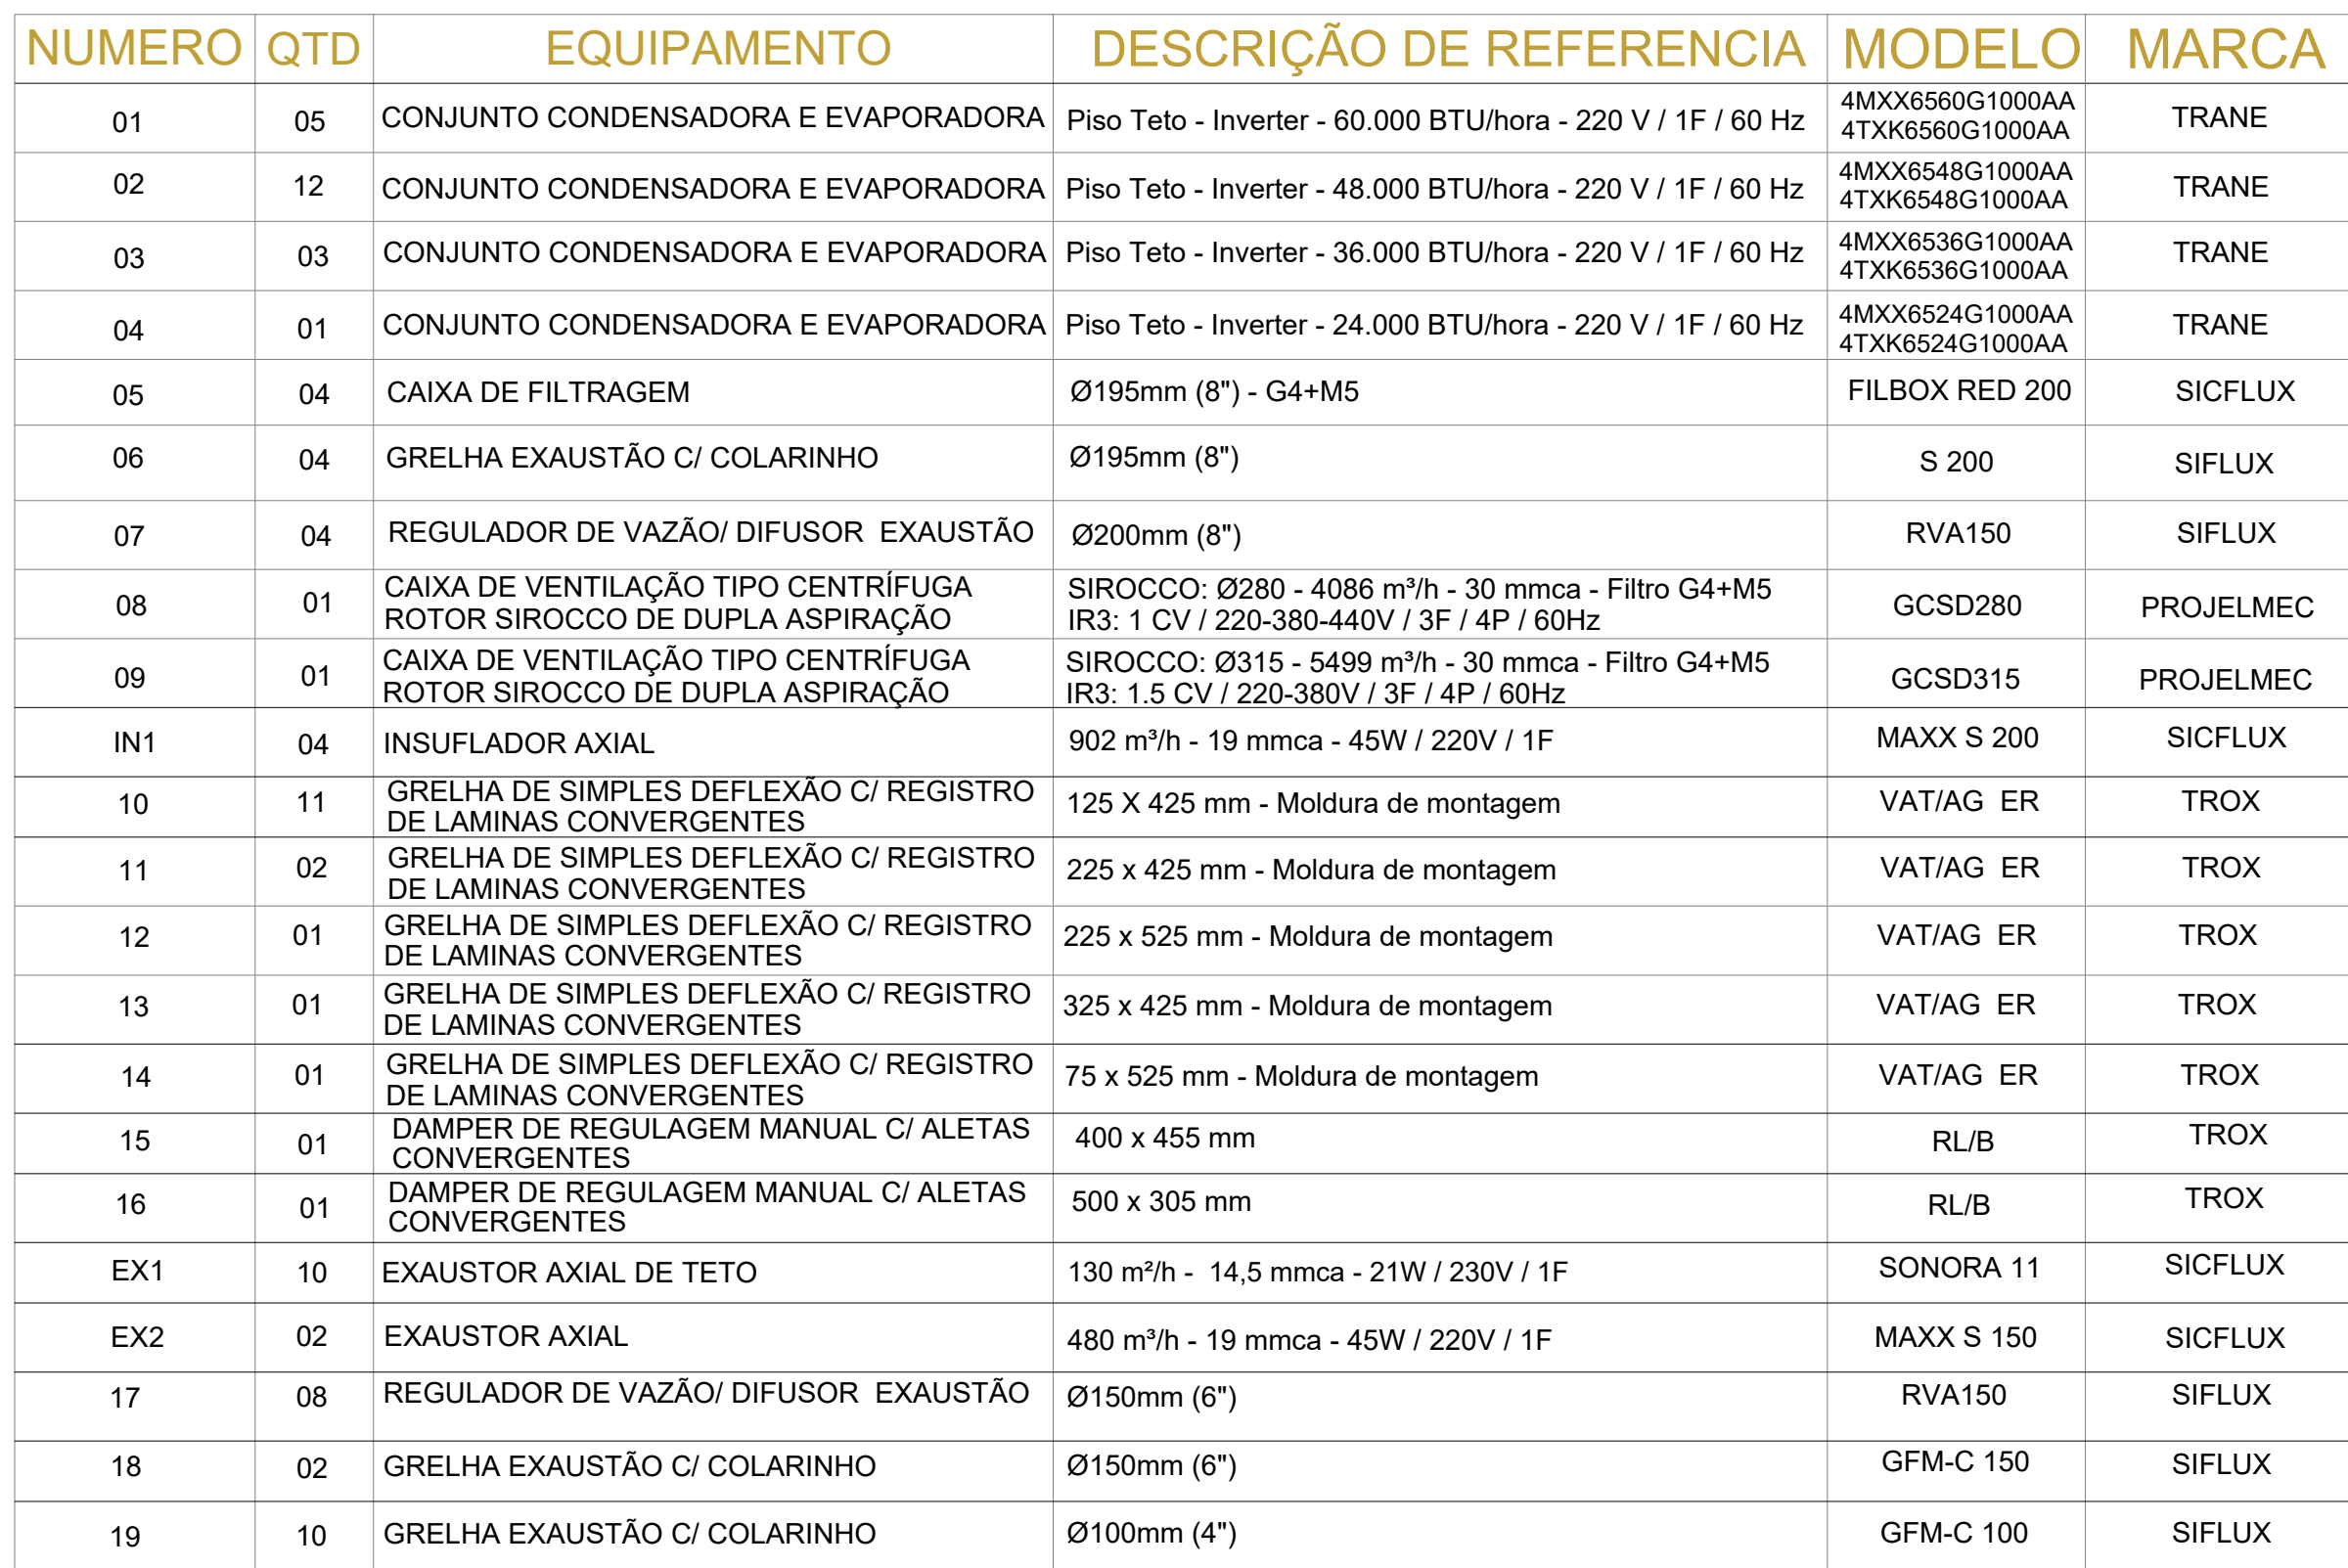 NUMERO QTD EQUIPAMENTO DESCRIÇÃO DE REFERENCIA MODELO MARCA
01 05 CONJUNTO CONDENSADORA E EVAPORADORA Piso Teto - Inverter - 60.000 BTU/hora - 220 V / 1F / 60 Hz 4MXX6560G1000AA TRANE
4TXK6560G1000AA
02 12 CONJUNTO CONDENSADORA E EVAPORADORA Piso Teto - Inverter - 48.000 BTU/hora - 220 V / 1F / 60 Hz 4MXX6548G1000AA TRANE
4TXK6548G1000AA
03 03 CONJUNTO CONDENSADORA E EVAPORADORA Piso Teto - Inverter - 36.000 BTU/hora - 220 V / 1F / 60 Hz 4MXX6536G1000AA TRANE
4TXK6536G1000AA
04 01 CONJUNTO CONDENSADORA E EVAPORADORA Piso Teto - Inverter - 24.000 BTU/hora - 220 V / 1F / 60 Hz 4MXX6524G1000AA TRANE
4TXK6524G1000AA
05 04 CAIXA DE FILTRAGEM Ø195mm (8") - G4+M5 FILBOX RED 200 SICFLUX
06 04 GRELHA EXAUSTÃO C/ COLARINHO Ø195mm (8") S 200 SIFLUX
07 04 REGULADOR DE VAZÃO/ DIFUSOR EXAUSTÃO Ø200mm (8") RVA150 SIFLUX
08 01 CAIXA DE VENTILAÇÃO TIPO CENTRÍFUGA SIROCCO: Ø280 - 4086 m³/h - 30 mmca - Filtro G4+M5 GCSD280 PROJELMEC
ROTOR SIROCCO DE DUPLA ASPIRAÇÃO IR3: 1 CV / 220-380-440V / 3F / 4P / 60Hz
09 01 CAIXA DE VENTILAÇÃO TIPO CENTRÍFUGA SIROCCO: Ø315 - 5499 m³/h - 30 mmca - Filtro G4+M5 GCSD315 PROJELMEC
ROTOR SIROCCO DE DUPLA ASPIRAÇÃO IR3: 1.5 CV / 220-380V / 3F / 4P / 60Hz
IN1 04 INSUFLADOR AXIAL 902 m³/h - 19 mmca - 45W / 220V / 1F MAXX S 200 SICFLUX
10 11 GRELHA DE SIMPLES DEFLEXÃO C/ REGISTRO 125 X 425 mm - Moldura de montagem VAT/AG ER TROX
DE LAMINAS CONVERGENTES
11 02 GRELHA DE SIMPLES DEFLEXÃO C/ REGISTRO 225 x 425 mm - Moldura de montagem VAT/AG ER TROX
DE LAMINAS CONVERGENTES
12 01 GRELHA DE SIMPLES DEFLEXÃO C/ REGISTRO 225 x 525 mm - Moldura de montagem VAT/AG ER TROX
DE LAMINAS CONVERGENTES
13 01 GRELHA DE SIMPLES DEFLEXÃO C/ REGISTRO 325 x 425 mm - Moldura de montagem VAT/AG ER TROX
DE LAMINAS CONVERGENTES
14 01 GRELHA DE SIMPLES DEFLEXÃO C/ REGISTRO 75 x 525 mm - Moldura de montagem VAT/AG ER TROX
DE LAMINAS CONVERGENTES
15 01 DAMPER DE REGULAGEM MANUAL C/ ALETAS 400 x 455 mm RL/B TROX
CONVERGENTES
16 01 DAMPER DE REGULAGEM MANUAL C/ ALETAS 500 x 305 mm RL/B TROX
CONVERGENTES
EX1 10 EXAUSTOR AXIAL DE TETO 130 m²/h - 14,5 mmca - 21W / 230V / 1F SONORA 11 SICFLUX
EX2 02 EXAUSTOR AXIAL 480 m³/h - 19 mmca - 45W / 220V / 1F MAXX S 150 SICFLUX
17 08 REGULADOR DE VAZÃO/ DIFUSOR EXAUSTÃO Ø150mm (6") RVA150 SIFLUX
18 02 GRELHA EXAUSTÃO C/ COLARINHO Ø150mm (6") GFM-C 150 SIFLUX
19 10 GRELHA EXAUSTÃO C/ COLARINHO Ø100mm (4") GFM-C 100 SIFLUX